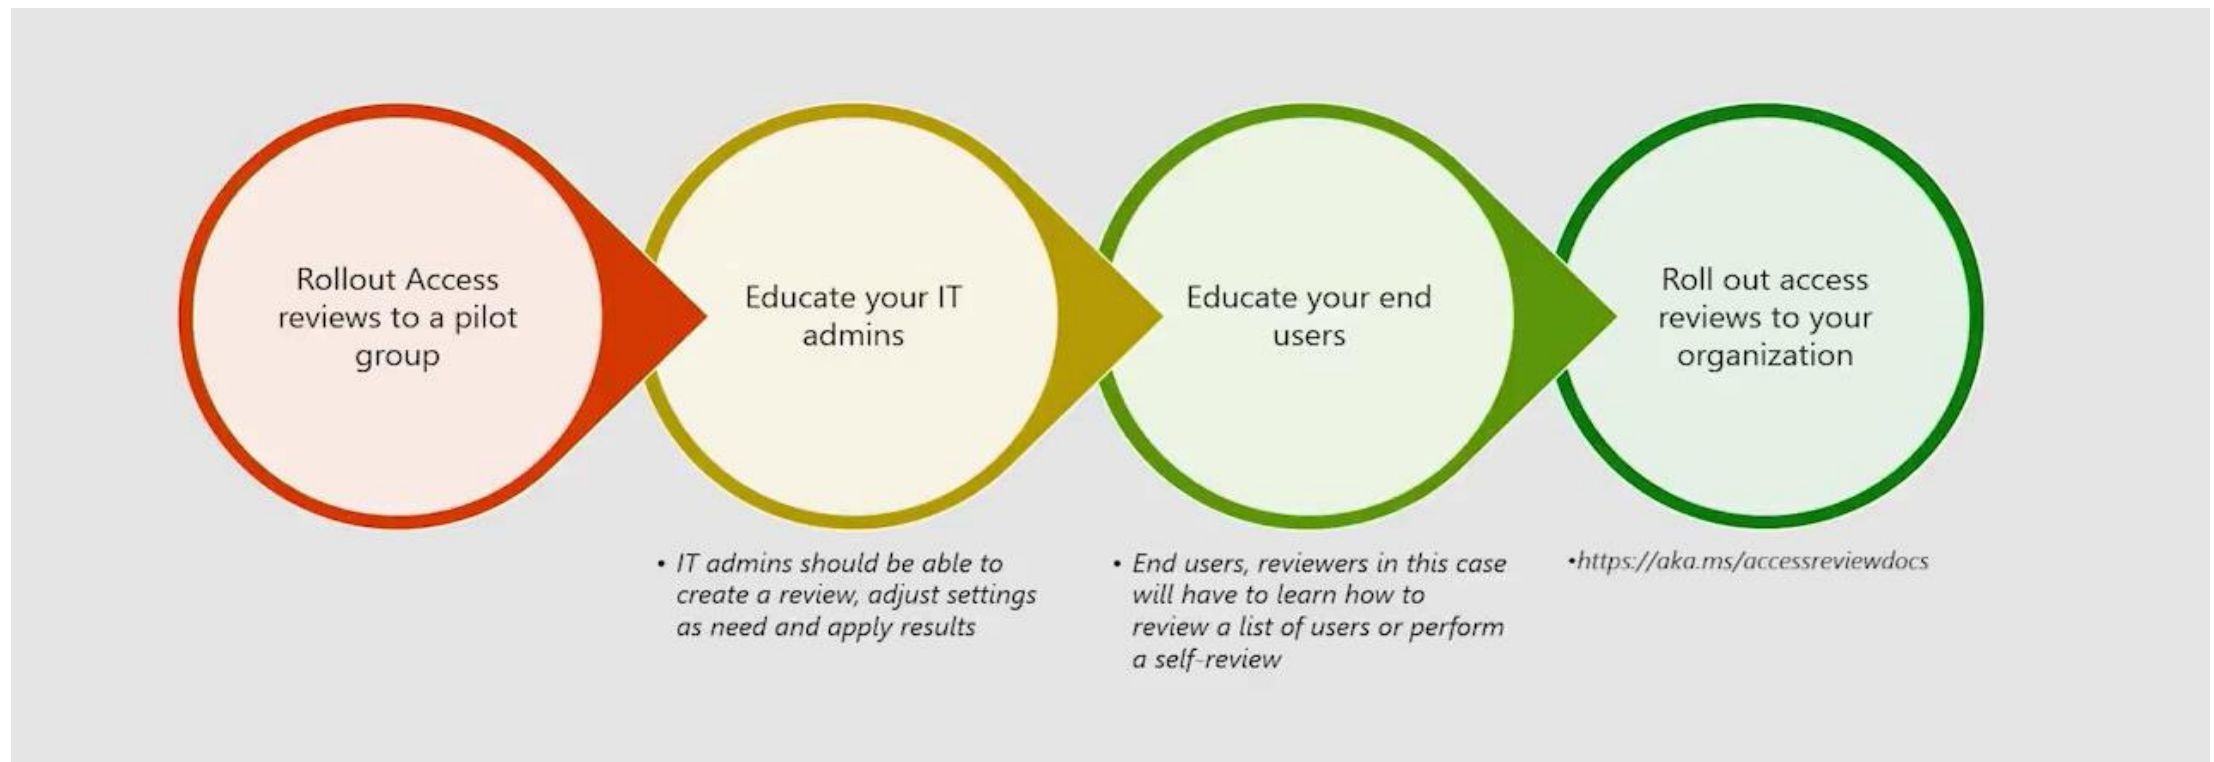 Rollout Access
reviews to a pilot
group
Educate your IT
admins
Educate your end
users
Roll out access
reviews to your
organization
• IT admins should be able to
create a review, adjust settings
as need and apply results
• End users, reviewers in this case
will have to learn how to
review a list of users or perform
a self-review
•https://aka.ms/accessreviewdocs